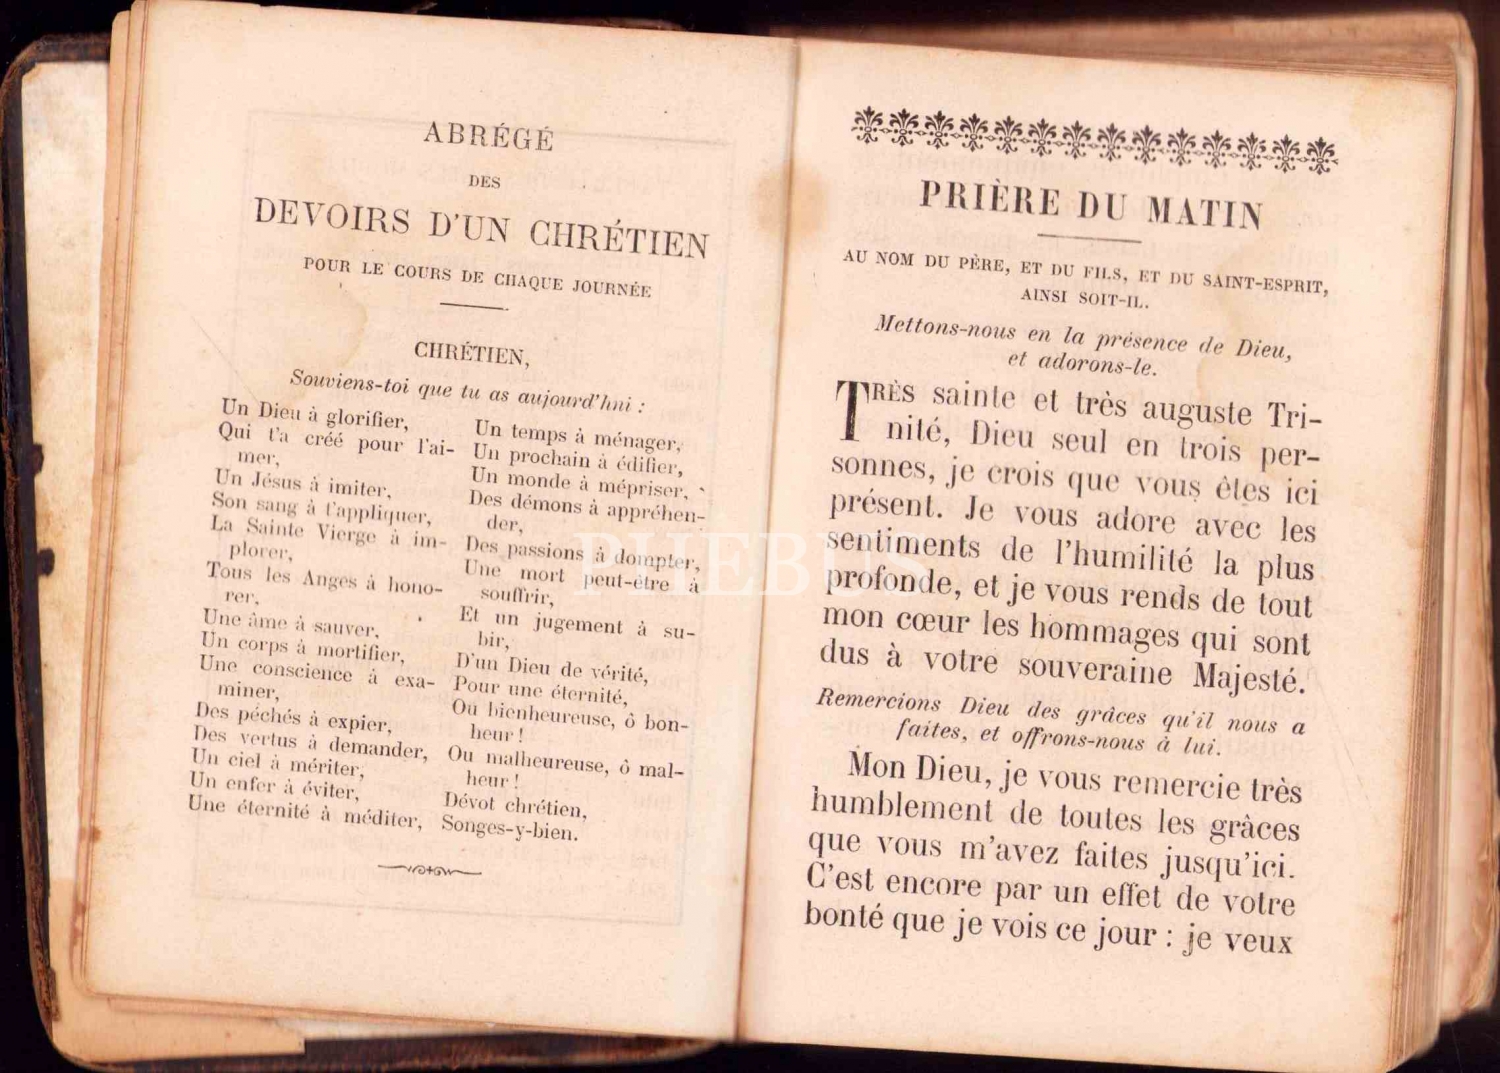 ABRÉGÉ
DES
DEVOIRS D'UN CHRÉTIEN
POUR LE COURS DE CHAQUE JOURNÉE
CHRÉTIEN,
Souviens-toi que tu as aujourd'hui :
Un Dieu à glorifier,
Qui t'a créé pour l'ai-
mer,
Un Jésus à imiter,
Son sang à t'appliquer,
La Sainte Vierge à im-
plorer,
Tous les Anges à hono-
rer,
Une âme à sauver,
Un corps à mortifier,
Une conscience à exa-
miner,
Des péchés à expier,
Des vertus à demander,
Un ciel à mériter,
Un enfer à éviter,
Une éternité à méditer,
Un temps à ménager,
Un prochain à édifier,
Un monde à mépriser,
Des démons à appréhen-
der,
Des passions à dompter,
Une mort peut-être à
souffrir,
Et un jugement à su-
bir,
D'un Dieu de vérité,
Pour une éternité,
Ou bienheureuse, ô bon-
heur !
Ou malheureuse, ô mal-
heur !
Dévot chrétien,
Songes-y-bien.
PRIÈRE DU MATIN
AU NOM DU PÈRE, ET DU FILS, ET DU SAINT-ESPRIT,
AINSI SOIT-IL.
Mettons-nous en la présence de Dieu,
et adorons-le.
TRÈS sainte et très auguste Tri-
nité, Dieu seul en trois per-
sonnes, je crois que vous êtes ici
présent. Je vous adore avec les
sentiments de l'humilité la plus
profonde, et je vous rends de tout
mon cœur les hommages qui sont
dus à votre souveraine Majesté.
Remercions Dieu des grâces qu'il nous a
faites, et offrons-nous à lui.
Mon Dieu, je vous remercie très
humblement de toutes les grâces
que vous m'avez faites jusqu'ici.
C'est encore par un effet de votre
bonté que je vois ce jour : je veux
PHEBUS